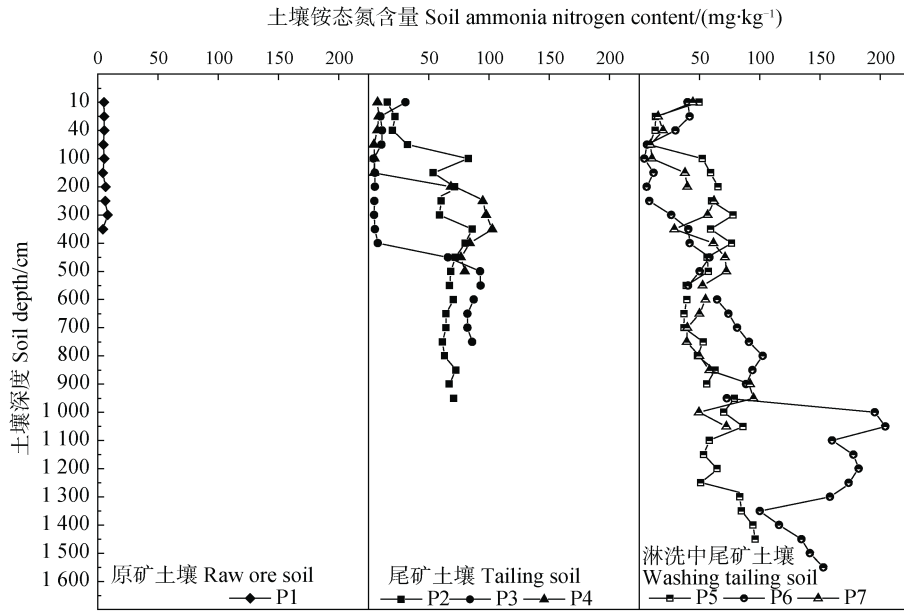 土壤铵态氮含量 Soil ammonia nitrogen content/(mg·kg⁻¹)
0 50 100 150 200 0 50 100 150 200 0 50 100 150 200
土壤深度 Soil depth/cm
10
40
100
200
300
400
500
600
700
800
900
1 000
1 100
1 200
1 300
1 400
1 500
1 600
原矿土壤 Raw ore soil
P1
尾矿土壤 Tailing soil
P2 P3 P4
淋洗中尾矿土壤
Washing tailing soil
P5 P6 P7